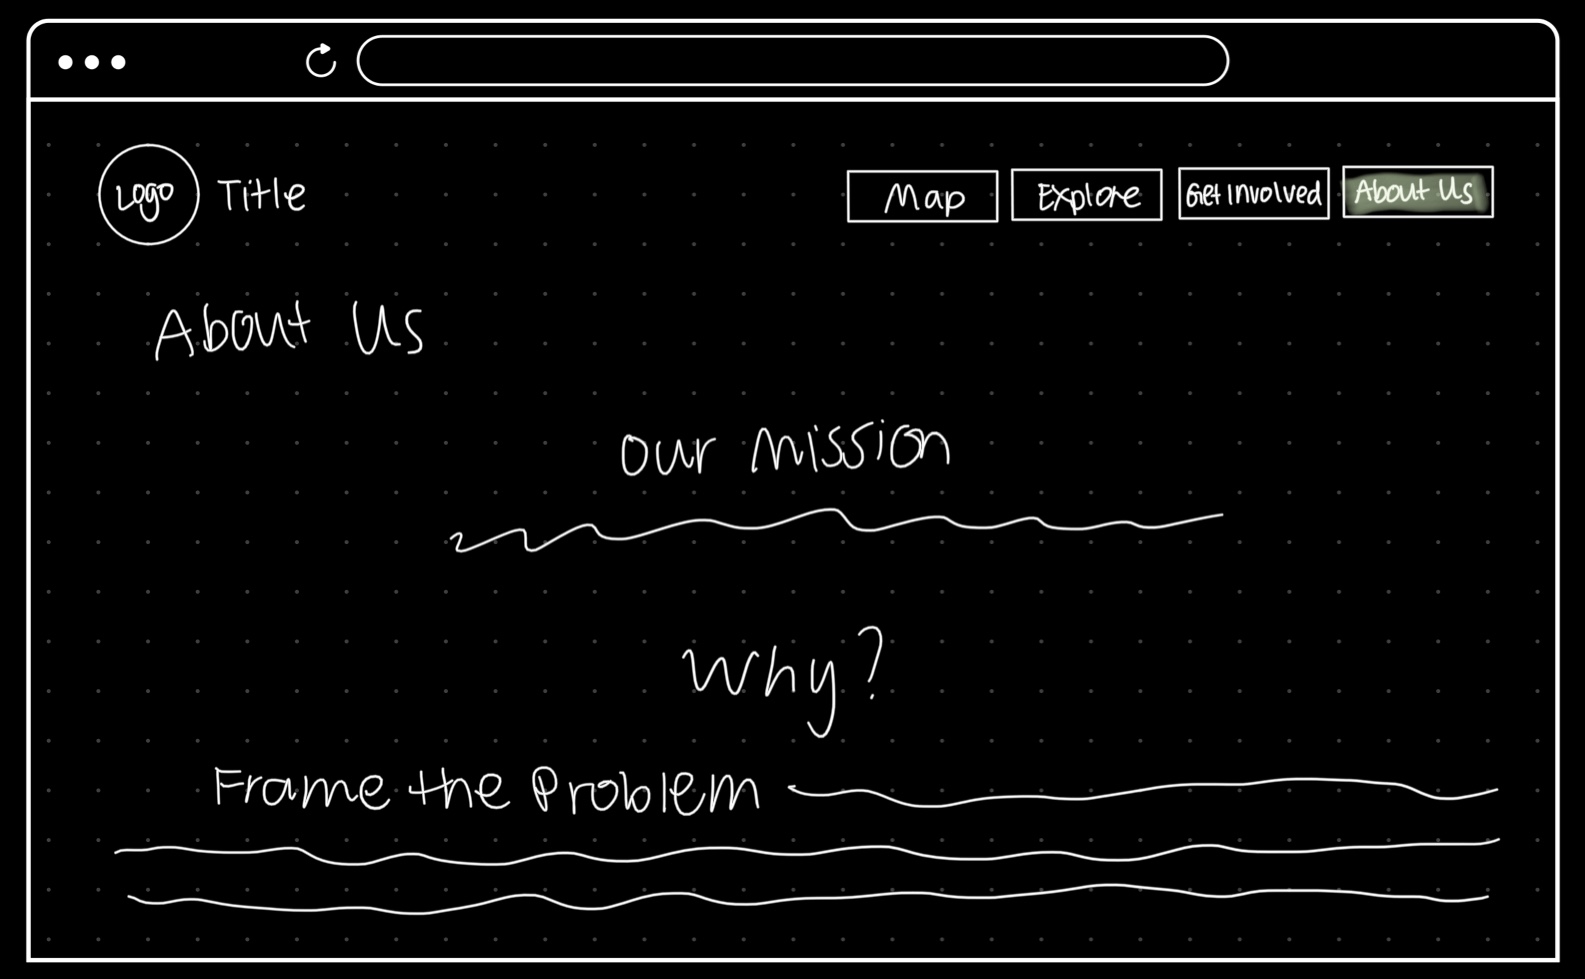 Logo Title Map Explore Get Involved About Us
About Us
Our Mission
Why?
Frame the Problem